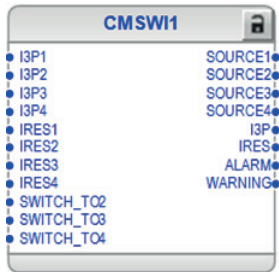 CMSWI1
I3P1 SOURCE1
I3P2 SOURCE2
I3P3 SOURCE3
I3P4 SOURCE4
IRES1 I3P
IRES2 IRES
IRES3 ALARM
IRES4 WARNING
SWITCH_TO2
SWITCH_TO3
SWITCH_TO4